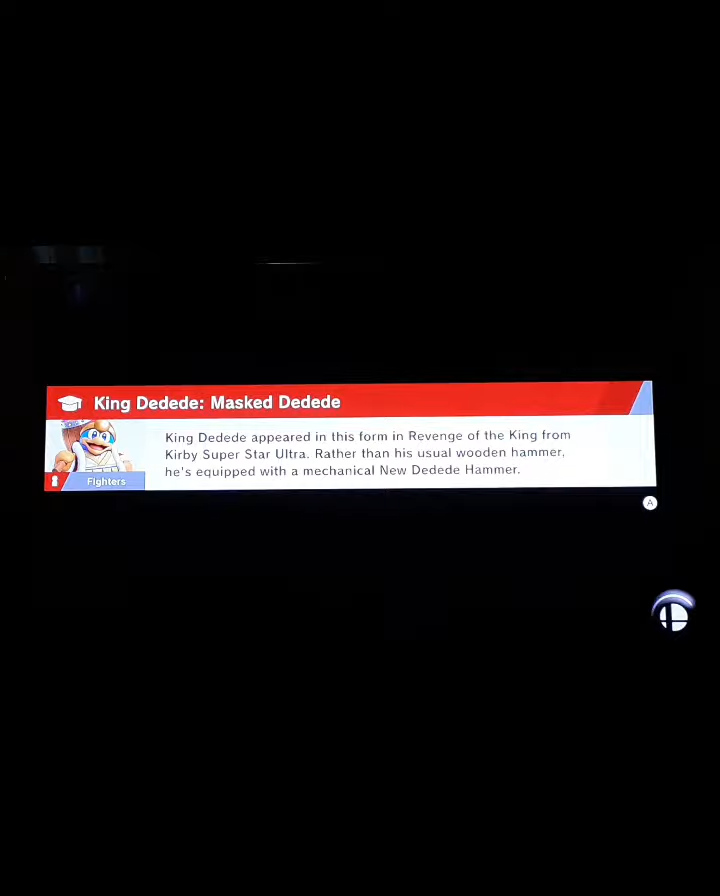 King Dedede: Masked Dedede
King Dedede appeared in this form in Revenge of the King from
Kirby Super Star Ultra. Rather than his usual wooden hammer,
he's equipped with a mechanical New Dedede Hammer.
Fighters
A